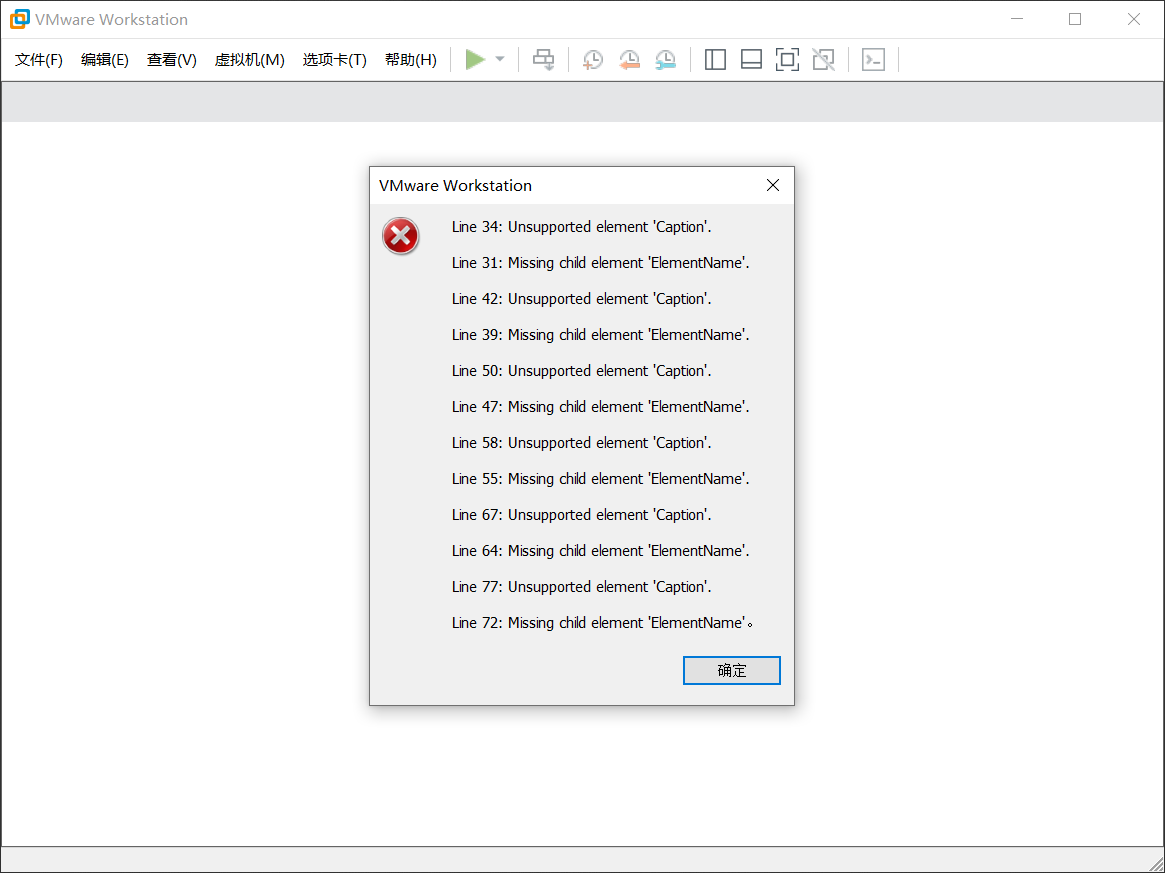 VMware Workstation
文件(F) 编辑(E) 查看(V) 虚拟机(M) 选项卡(T) 帮助(H)
VMware Workstation
Line 34: Unsupported element 'Caption'.
Line 31: Missing child element 'ElementName'.
Line 42: Unsupported element 'Caption'.
Line 39: Missing child element 'ElementName'.
Line 50: Unsupported element 'Caption'.
Line 47: Missing child element 'ElementName'.
Line 58: Unsupported element 'Caption'.
Line 55: Missing child element 'ElementName'.
Line 67: Unsupported element 'Caption'.
Line 64: Missing child element 'ElementName'.
Line 77: Unsupported element 'Caption'.
Line 72: Missing child element 'ElementName'。
确定